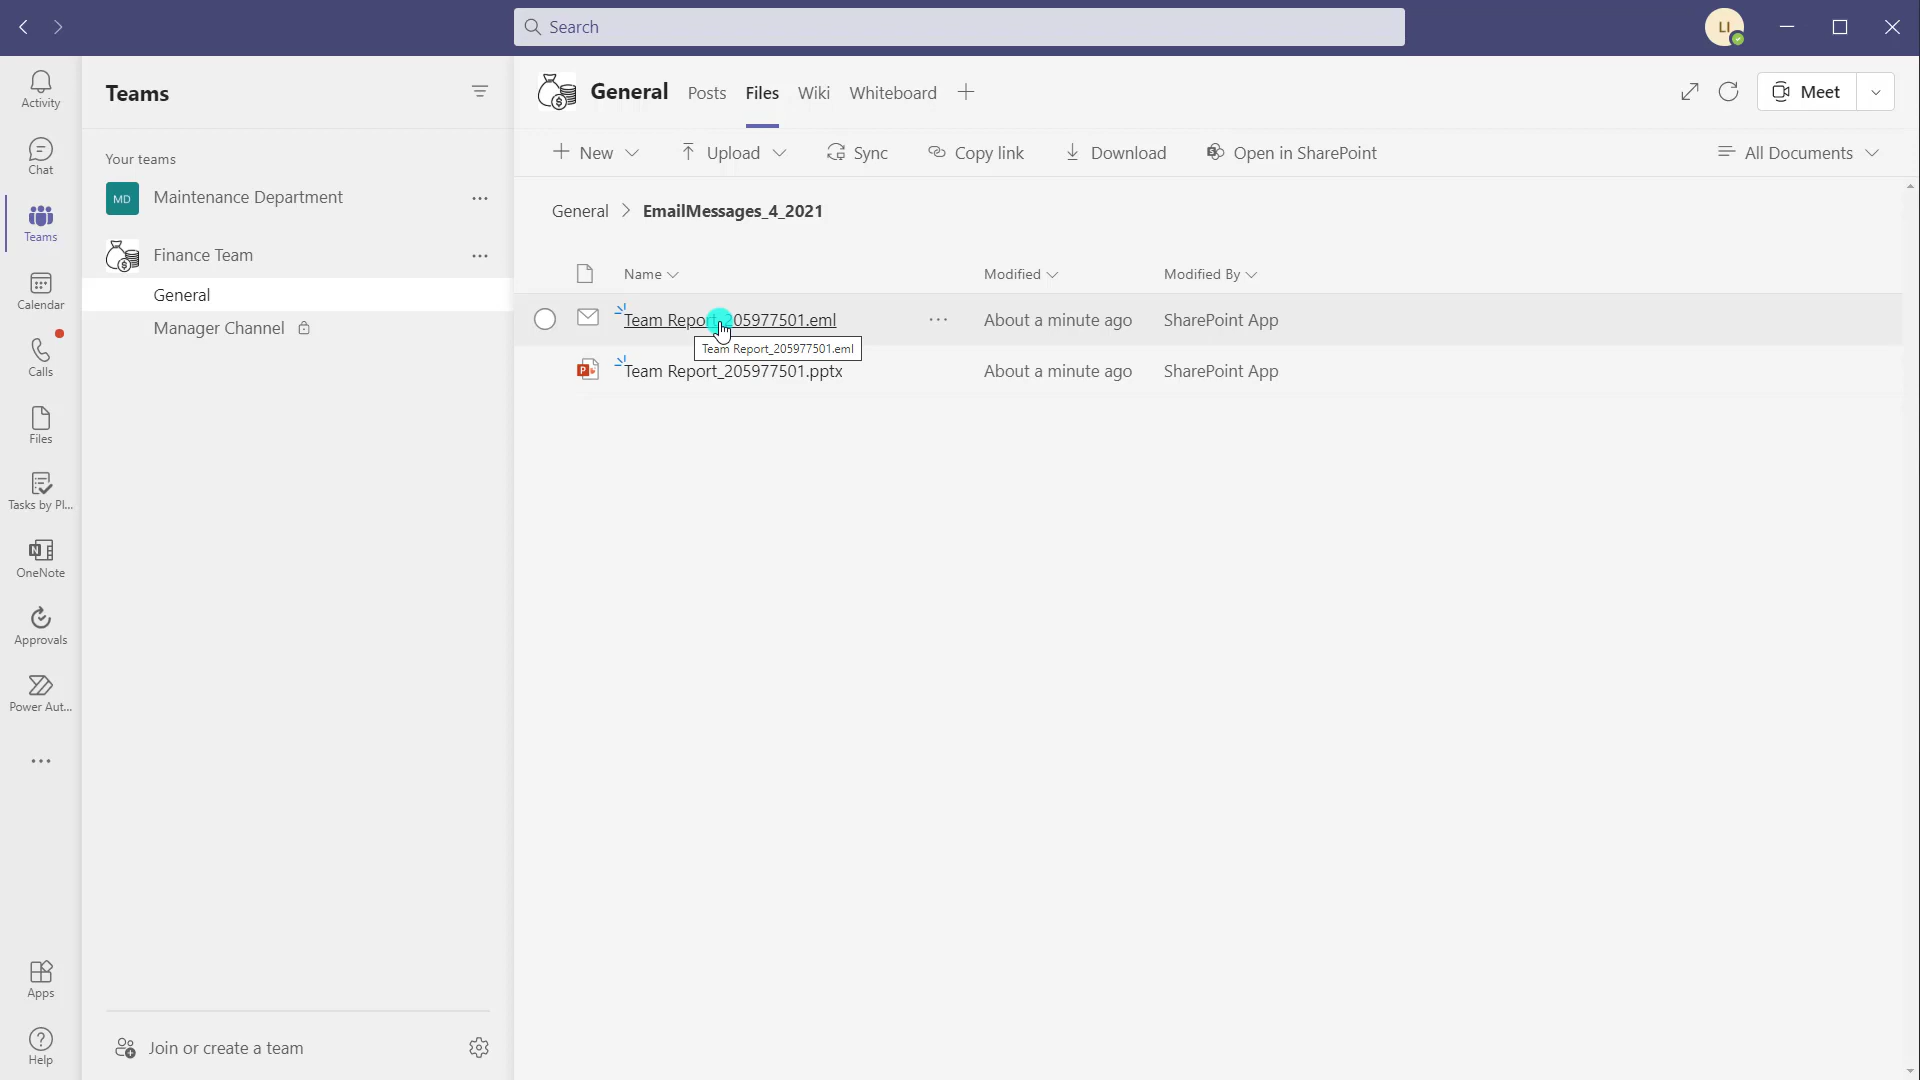 Search
LI
Activity
Chat
Teams
Calendar
Calls
Files
Tasks by Pl...
OneNote
Approvals
Power Aut...
Apps
Help
Teams
Your teams
MD Maintenance Department
Finance Team
General
Manager Channel
Join or create a team
General Posts Files Wiki Whiteboard
Meet
New Upload Sync Copy link Download Open in SharePoint All Documents
General > EmailMessages_4_2021
Name Modified Modified By
Team Report_205977501.eml About a minute ago SharePoint App
Team Report_205977501.eml
Team Report_205977501.pptx About a minute ago SharePoint App